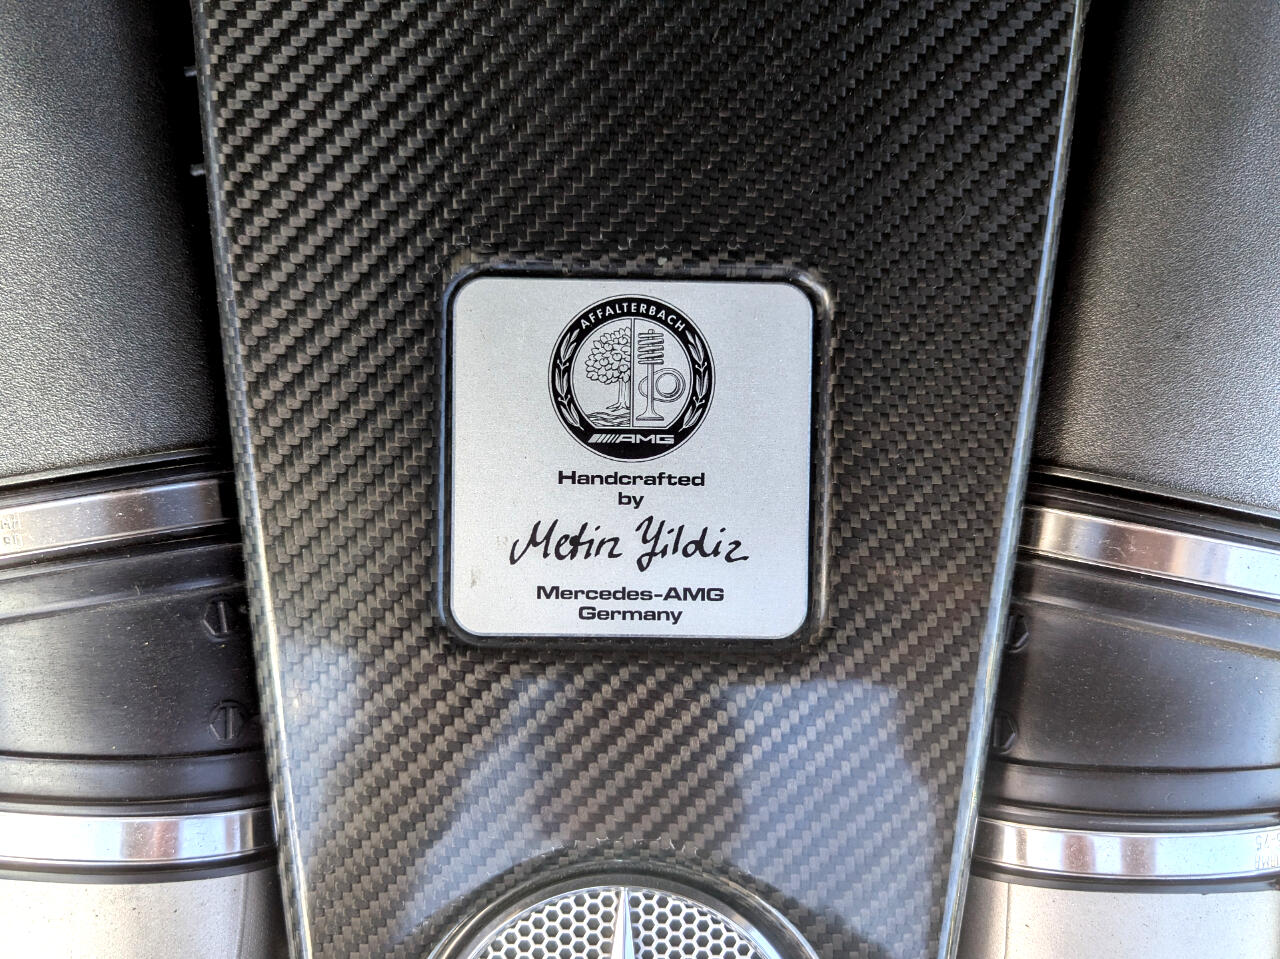 AFFALTERBACH
AMG
Handcrafted
by
Metin Yildiz
Mercedes-AMG
Germany